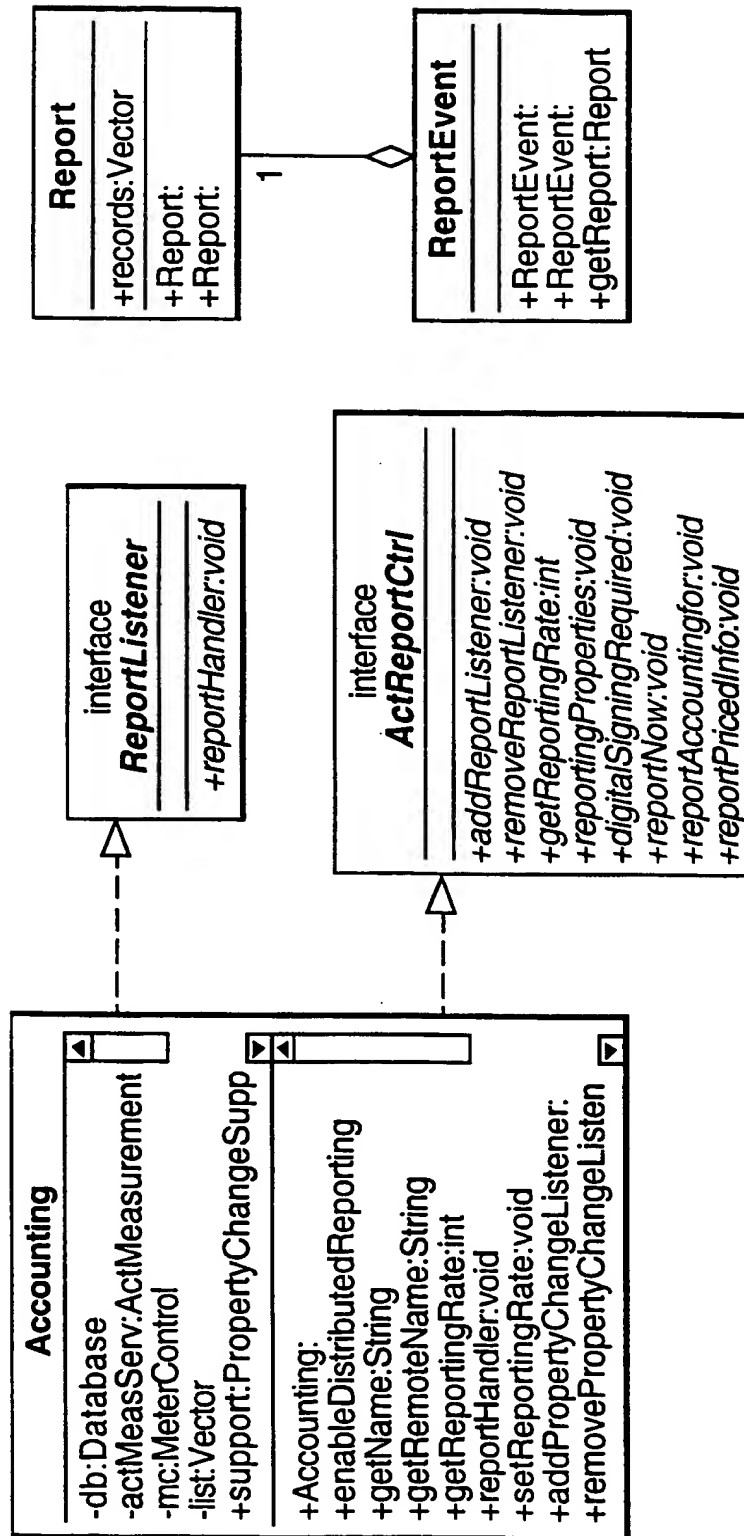 Accounting
-db:Database
-actMeasServ:ActMeasurement
-mc:MeterControl
-list:Vector
+support:PropertyChangeSupp
+Accounting:
+enableDistributedReporting
+getName:String
+getRemoteName:String
+getReportingRate:int
+reportHandler:void
+setReportingRate:void
+addPropertyChangeListener:
+removePropertyChangeListen
interface
ReportListener
+reportHandler:void
interface
ActReportCtrl
+addReportListener:void
+removeReportListener:void
+getReportingRate:int
+reportingProperties:void
+digitalSigningRequired:void
+reportNow:void
+reportAccountingfor:void
+reportPricedInfo:void
Report
+records:Vector
+Report:
+Report:
1
ReportEvent
+ReportEvent:
+ReportEvent:
+getReport:Report